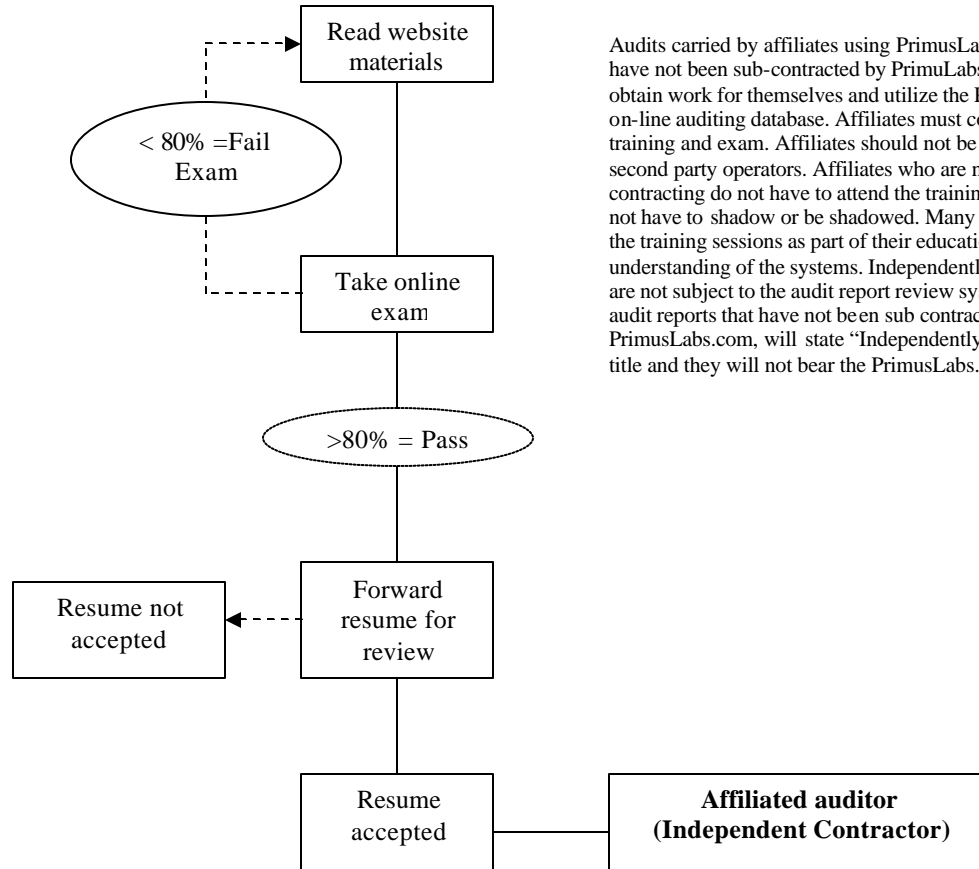 Read website
materials
Audits carried by affiliates using PrimusLa
have not been sub-contracted by PrimuLabs
obtain work for themselves and utilize the
on-line auditing database. Affiliates must
training and exam. Affiliates should not be
second party operators. Affiliates who are
contracting do not have to attend the
not have to shadow or be shadowed. Many
the training sessions as part of their
understanding of the systems. Independently
are not subject to the audit report review
audit reports that have not been sub
PrimusLabs.com, will state “Independently
title and they will not bear the PrimusLabs.
< 80% =Fail
Exam
Take online
exam
>80% = Pass
Forward
resume for
review
Resume not
accepted
Resume
accepted
Affiliated auditor
(Independent Contractor)